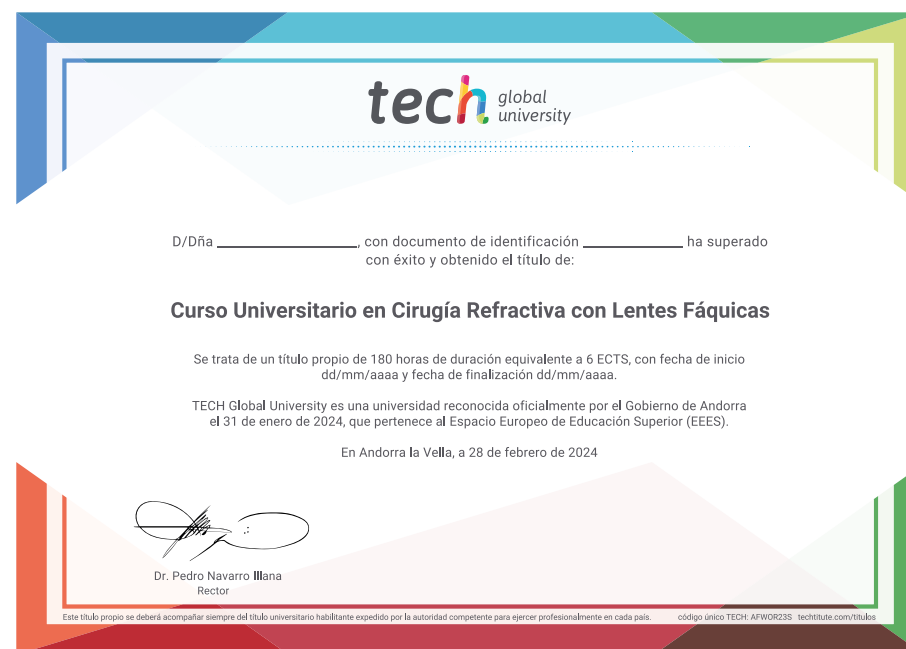 tech global university
D/Dña ____________, con documento de identificación ____________ ha superado
con éxito y obtenido el título de:
Curso Universitario en Cirugía Refractiva con Lentes Fáquicas
Se trata de un título propio de 180 horas de duración equivalente a 6 ECTS, con fecha de inicio
dd/mm/aaaa y fecha de finalización dd/mm/aaaa.
TECH Global University es una universidad reconocida oficialmente por el Gobierno de Andorra
el 31 de enero de 2024, que pertenece al Espacio Europeo de Educación Superior (EEES).
En Andorra la Vella, a 28 de febrero de 2024
Dr. Pedro Navarro Illana
Rector
Este título propio se deberá acompañar siempre del título universitario habilitante expedido por la autoridad competente para ejercer profesionalmente en cada país. código único TECH: AFWOR23S techtitute.com/titulos